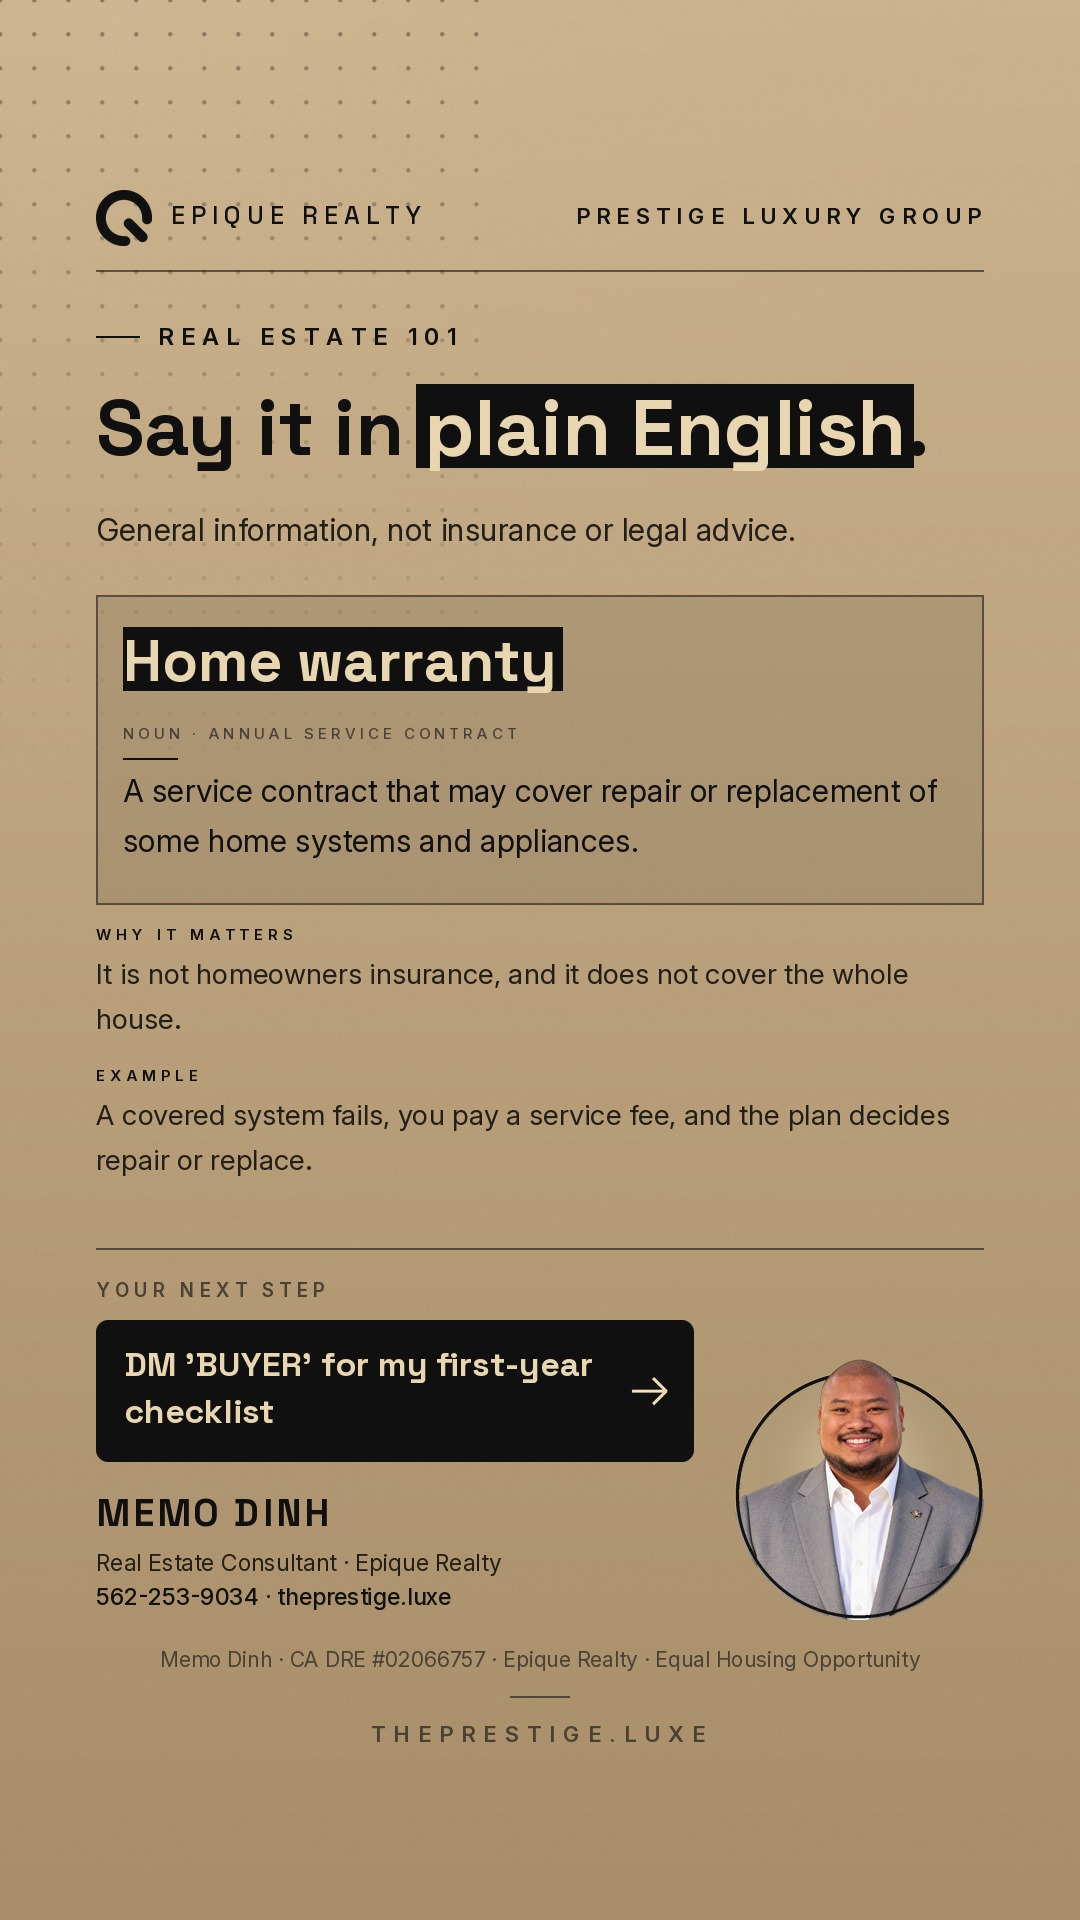 EPIQUE REALTY
PRESTIGE LUXURY GROUP
REAL ESTATE 101
Say it in plain English.
General information, not insurance or legal advice.
Home warranty
NOUN · ANNUAL SERVICE CONTRACT
A service contract that may cover repair or replacement of
some home systems and appliances.
WHY IT MATTERS
It is not homeowners insurance, and it does not cover the whole
house.
EXAMPLE
A covered system fails, you pay a service fee, and the plan decides
repair or replace.
YOUR NEXT STEP
DM ’BUYER’ for my first-year
checklist
MEMO DINH
Real Estate Consultant · Epique Realty
562-253-9034 · theprestige.luxe
Memo Dinh · CA DRE #02066757 · Epique Realty · Equal Housing Opportunity
THEPRESTIGE.LUXE